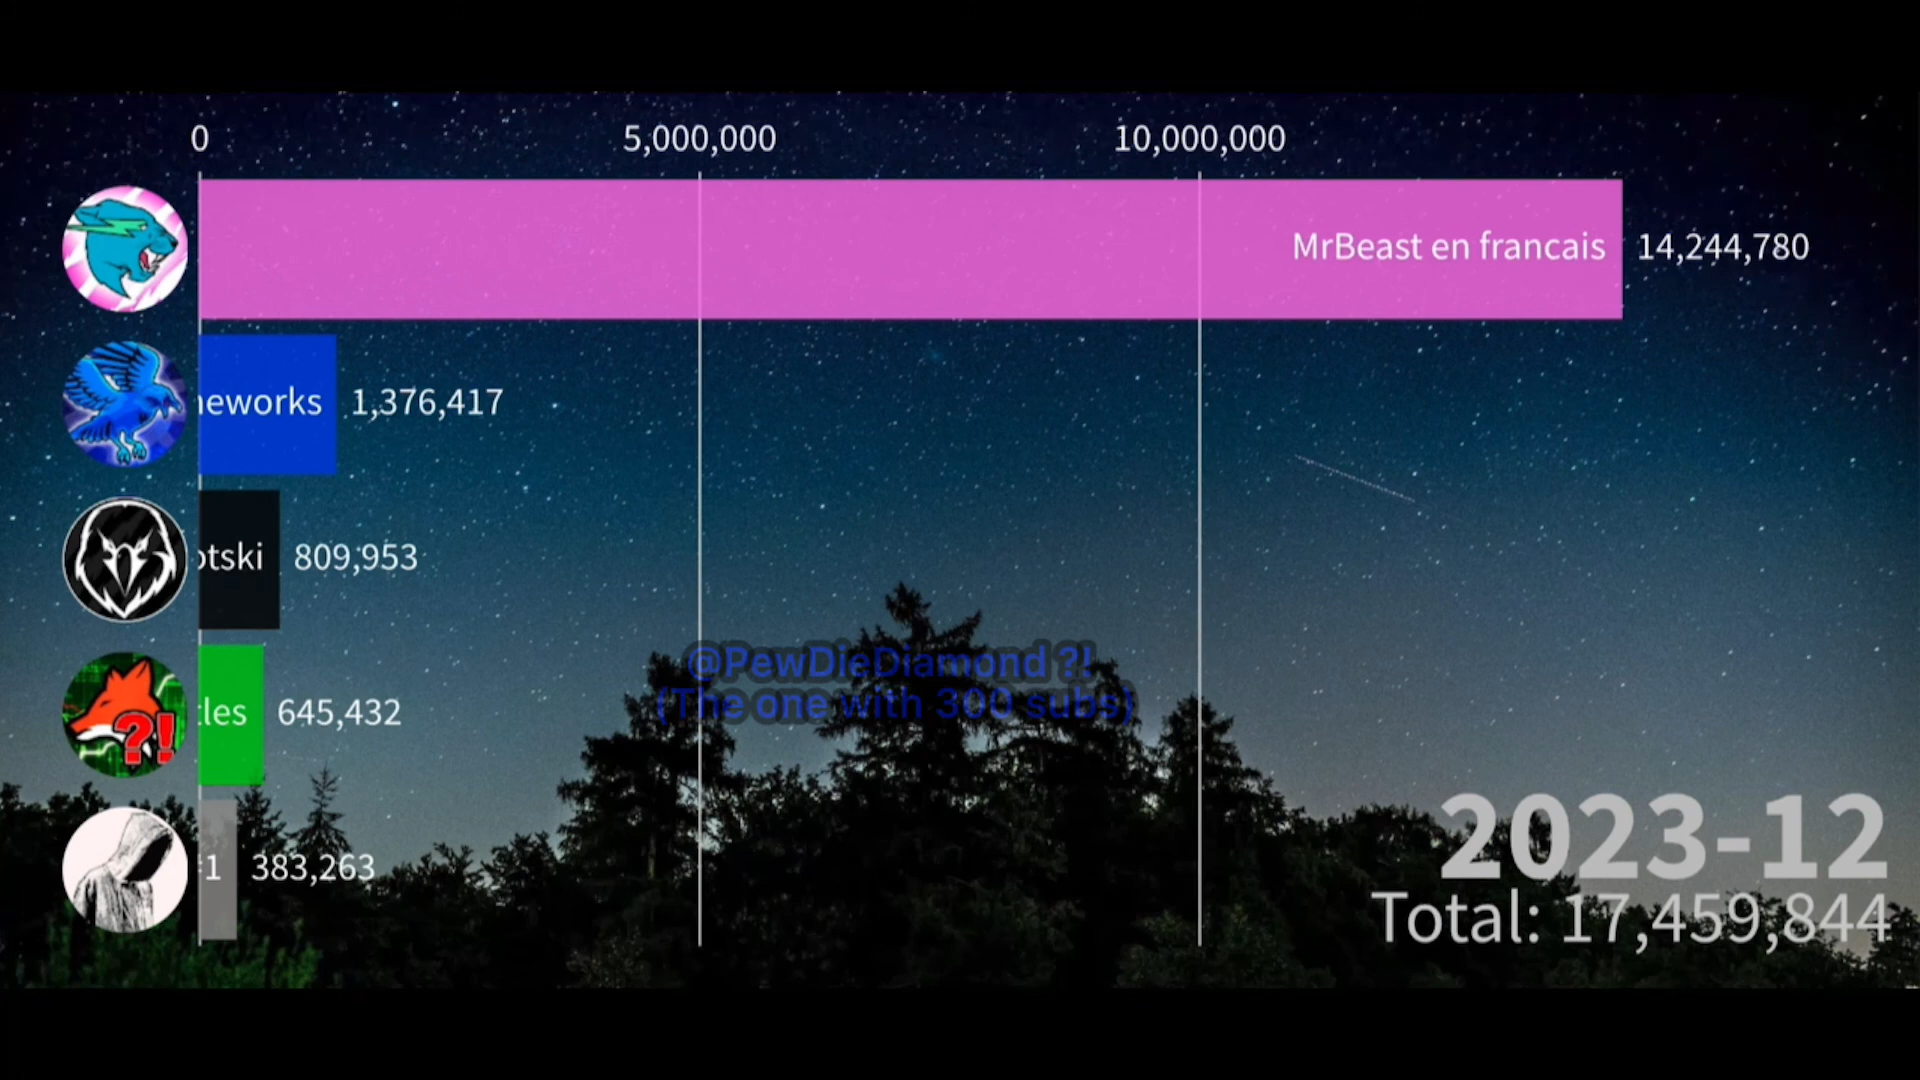 0 5,000,000 10,000,000
MrBeast en francais 14,244,780
neworks 1,376,417
otski 809,953
@PewDieDiamond ?!
(The one with 300 subs)
?!
les 645,432
2023-12
1 383,263
Total: 17,459,844